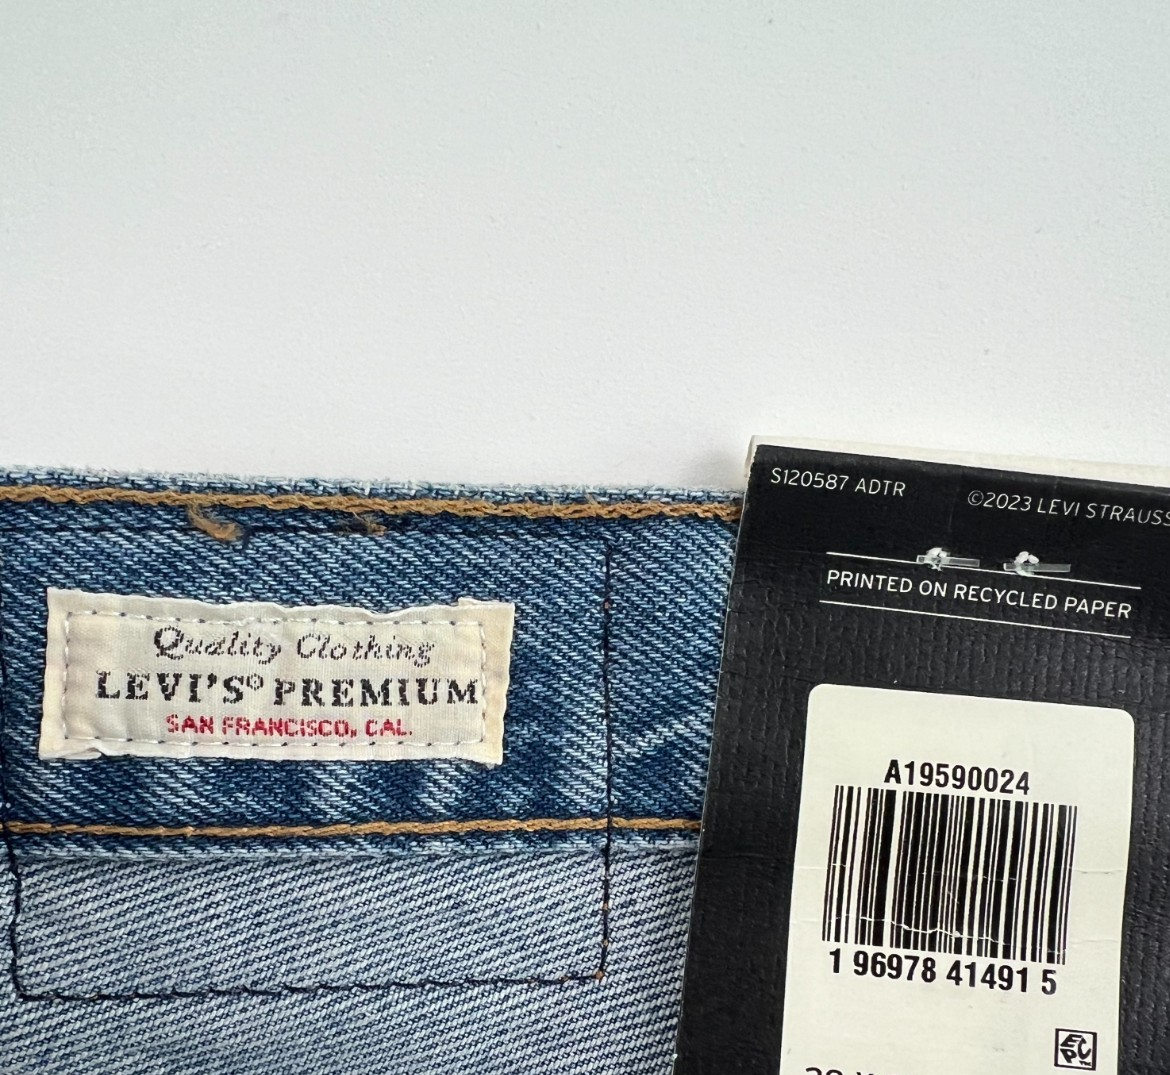 Quality Clothing
LEVI'S® PREMIUM
SAN FRANCISCO, CAL.
S120587 ADTR
©2023 LEVI STRAUSS
PRINTED ON RECYCLED PAPER
A19590024
1 96978 41491 5
EPC